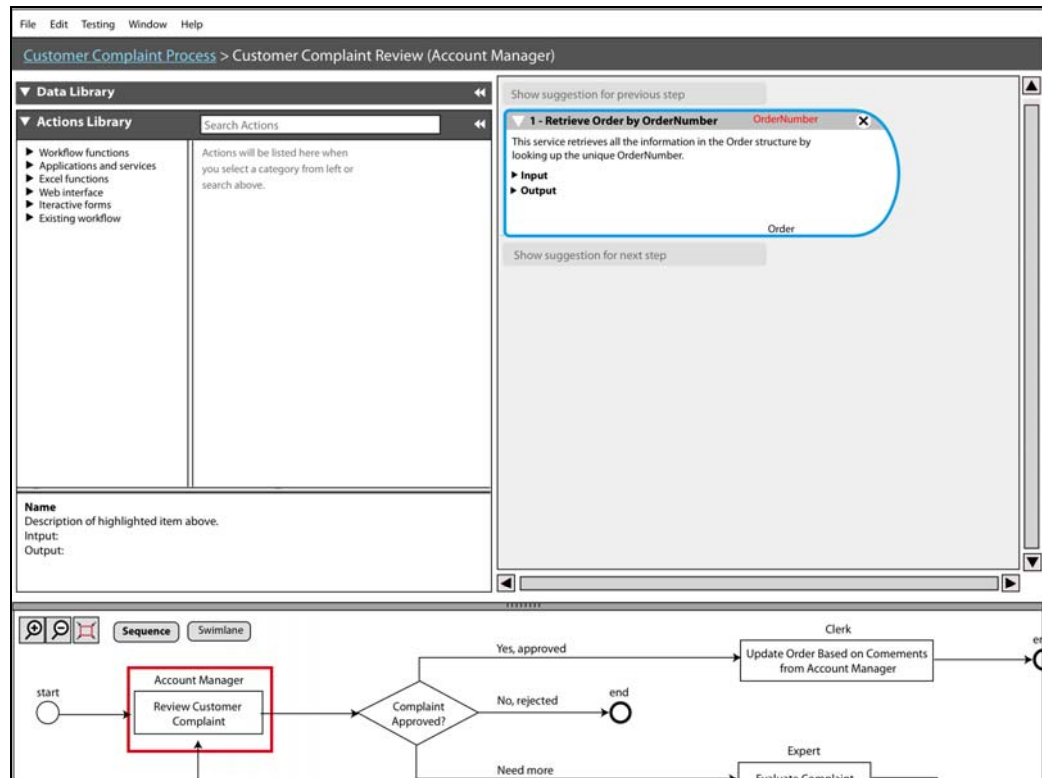 File Edit Testing Window Help
Customer Complaint Process > Customer Complaint Review (Account Manager)
Data Library
Actions Library
Search Actions
Workflow functions
Applications and services
Excel functions
Web interface
Iteractive forms
Existing workflow
Actions will be listed here when
you select a category from left or
search above.
Name
Description of highlighted item above.
Intput:
Output:
Show suggestion for previous step
1 - Retrieve Order by OrderNumber OrderNumber
This service retrieves all the information in the Order structure by
looking up the unique OrderNumber.
Input
Output
Order
Show suggestion for next step
Sequence Swimlane
start
Account Manager
Review Customer
Complaint
Complaint
Approved?
Yes, approved
Clerk
Update Order Based on Comements
from Account Manager
No, rejected
end
Need more
Expert
Evaluate Complaint